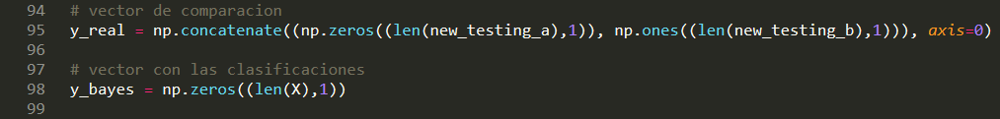 94 # vector de comparacion
95 y_real = np.concatenate((np.zeros((len(new_testing_a),1)), np.ones((len(new_testing_b),1))), axis=0)
96
97 # vector con las clasificaciones
98 y_bayes = np.zeros((len(X),1))
99